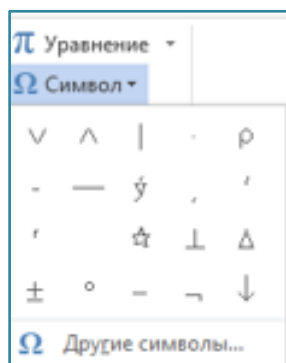 π Уравнение
Ω Символ
∨ ∧ | · ρ
- — ý , ′
′ ☆ ⊥ Δ
± ° – ¬ ↓
Ω Другие символы...